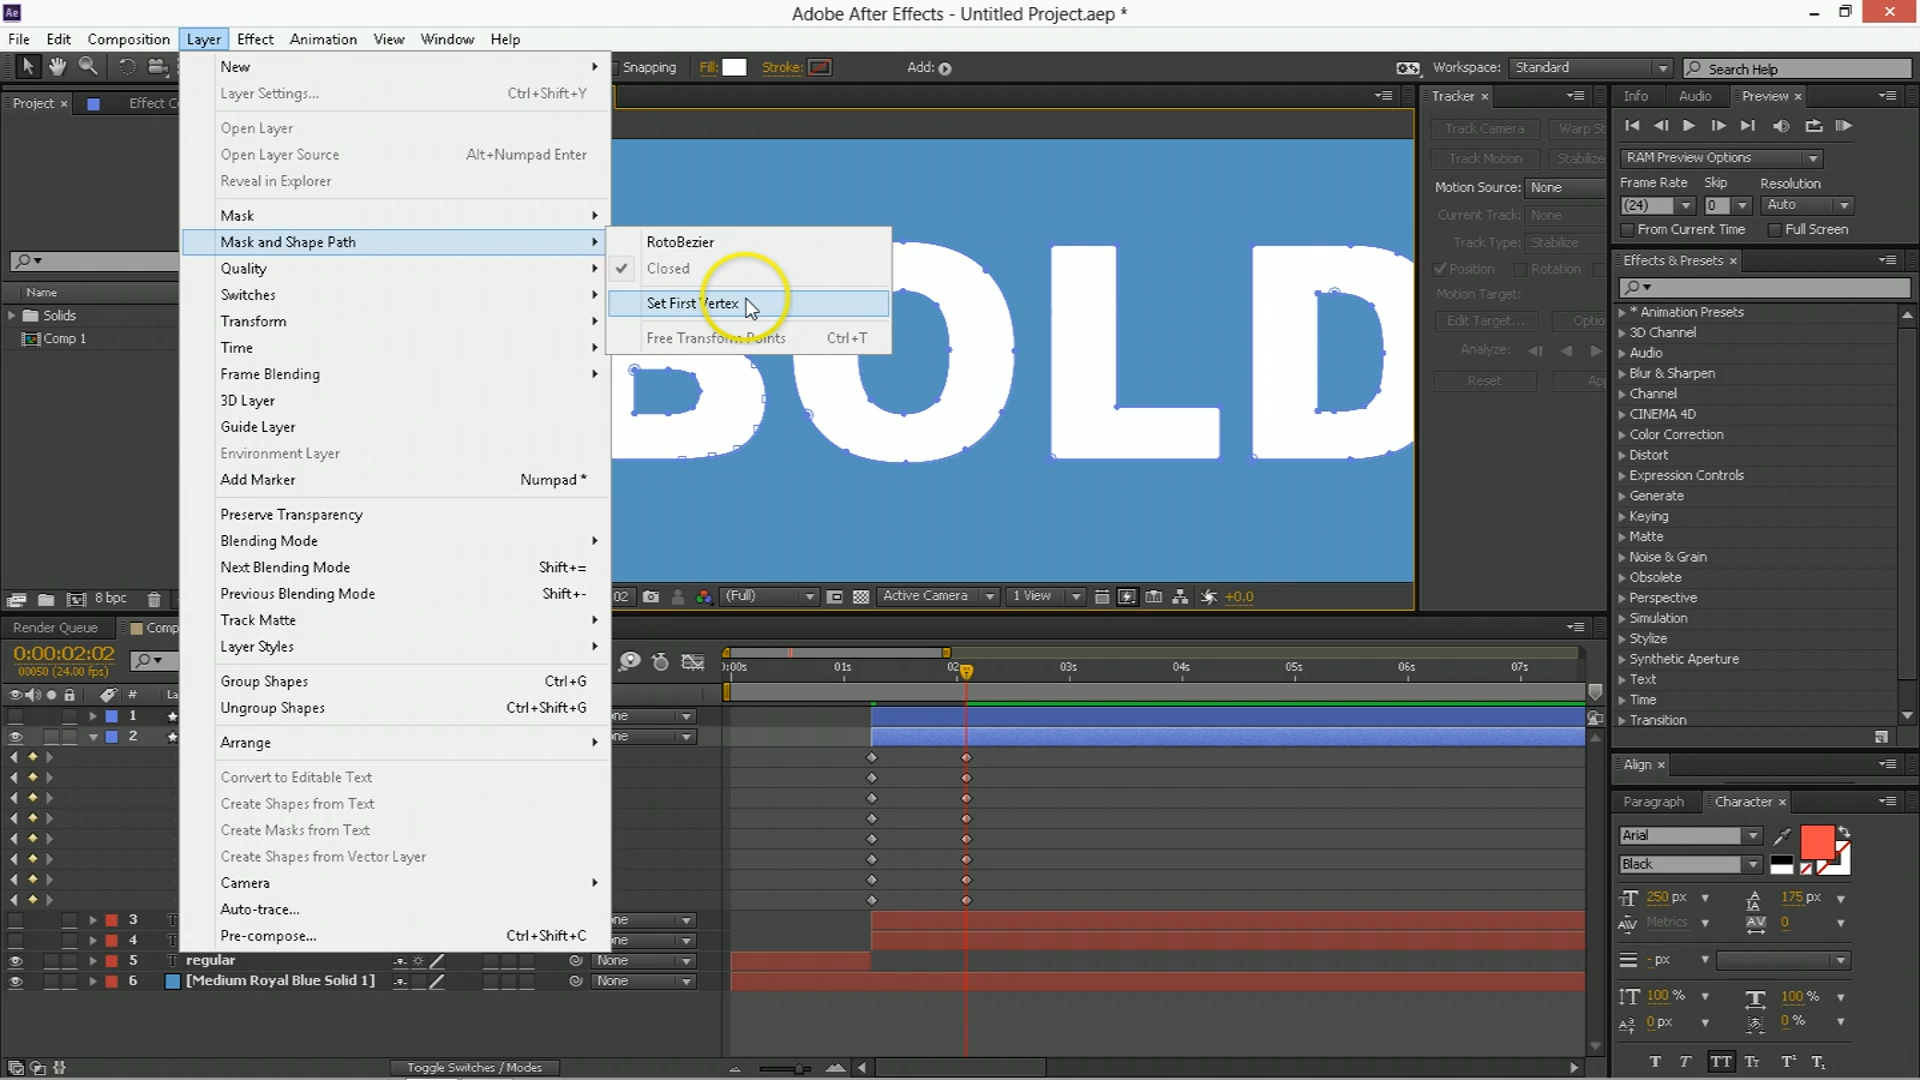 Ae
Adobe After Effects - Untitled Project.aep *
File Edit Composition Layer Effect Animation View Window Help
Snapping Fill: Stroke: Add:
Workspace: Standard
Search Help
Project × Effect
New
Layer Settings... Ctrl+Shift+Y
Open Layer
Open Layer Source Alt+Numpad Enter
Reveal in Explorer
Mask
Mask and Shape Path
Quality
Switches
Transform
Time
Frame Blending
3D Layer
Guide Layer
Environment Layer
Add Marker Numpad *
Preserve Transparency
Blending Mode
Next Blending Mode Shift+=
Previous Blending Mode Shift+-
Track Matte
Layer Styles
Group Shapes Ctrl+G
Ungroup Shapes Ctrl+Shift+G
Arrange
Convert to Editable Text
Create Shapes from Text
Create Masks from Text
Create Shapes from Vector Layer
Camera
Auto-trace...
Pre-compose... Ctrl+Shift+C
RotoBezier
Closed
Set First Vertex
Free Transform Points Ctrl+T
BOLD
Name
Solids
Comp 1
8 bpc
02 (Full) Active Camera 1 View +0.0
Tracker ×
Track Camera Warp St
Track Motion Stabilize
Motion Source: None
Current Track: None
Track Type: Stabilize
Position Rotation
Motion Target:
Edit Target... Optio
Analyze:
Reset Ap
Info Audio Preview ×
RAM Preview Options
Frame Rate Skip Resolution
(24) 0 Auto
From Current Time Full Screen
Effects & Presets ×
* Animation Presets
3D Channel
Audio
Blur & Sharpen
Channel
CINEMA 4D
Color Correction
Distort
Expression Controls
Generate
Keying
Matte
Noise & Grain
Obsolete
Perspective
Simulation
Stylize
Synthetic Aperture
Text
Time
Transition
Align ×
Paragraph Character ×
Arial
Black
250 px 175 px
Metrics 0
- px
100 % 100 %
0 px 0 %
T T TT Tт T¹ T₁
Render Queue Comp
0:00:02:02
00050 (24.00 fps)
):00s 01s 02 03s 04s 05s 06s 07s
# La
1 ne
2 ne
3 T ne
4 T ne
5 T regular None
6 [Medium Royal Blue Solid 1] None
Toggle Switches / Modes